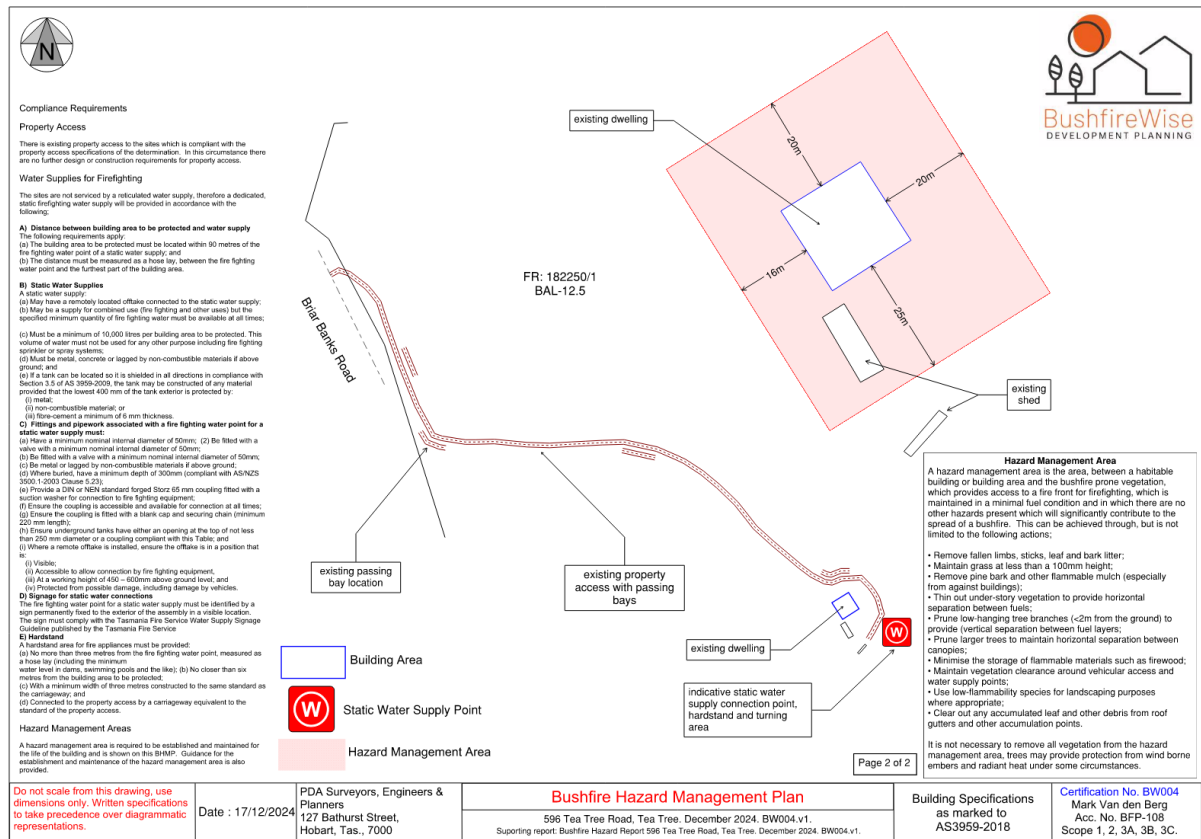 N
Compliance Requirements
Property Access
There is existing property access to the sites which is compliant with the
property access specifications of the determination. In this circumstance there
are no further design or construction requirements for property access.
Water Supplies for Firefighting
The sites are not serviced by a reticulated water supply, therefore a dedicated,
static firefighting water supply will be provided in accordance with the
following;
A) Distance between building area to be protected and water supply
The following requirements apply:
(a) The building area to be protected must be located within 90 metres of the
fire fighting water point of a static water supply; and
(b) The distance must be measured as a hose lay, between the fire fighting
water point and the furthest part of the building area.
B) Static Water Supplies
A static water supply:
(a) May have a remotely located offtake connected to the static water supply;
(b) May be a supply for combined use (fire fighting and other uses) but the
specified minimum quantity of fire fighting water must be available at all times;
(c) Must be a minimum of 10,000 litres per building area to be protected. This
volume of water must not be used for any other purpose including fire fighting
sprinkler or spray systems;
(d) Must be metal, concrete or lagged by non-combustible materials if above
ground; and
(e) If a tank can be located so it is shielded in all directions in compliance with
Section 3.5 of AS 3959-2009, the tank may be constructed of any material
provided that the lowest 400 mm of the tank exterior is protected by:
(i) metal;
(ii) non-combustible material; or
(iii) fibre-cement a minimum of 6 mm thickness.
C) Fittings and pipework associated with a fire fighting water point for a
static water supply must:
(a) Have a minimum nominal internal diameter of 50mm; (2) Be fitted with a
valve with a minimum nominal internal diameter of 50mm;
(b) Be fitted with a valve with a minimum nominal internal diameter of 50mm;
(c) Be metal or lagged by non-combustible materials if above ground;
(d) Where buried, have a minimum depth of 300mm (compliant with AS/NZS
3500.1-2003 Clause 5.23);
(e) Provide a DIN or NEN standard forged Storz 65 mm coupling fitted with a
suction washer for connection to fire fighting equipment;
(f) Ensure the coupling is accessible and available for connection at all times;
(g) Ensure the coupling is fitted with a blank cap and securing chain (minimum
220 mm length);
(h) Ensure underground tanks have either an opening at the top of not less
than 250 mm diameter or a coupling compliant with this Table; and
(i) Where a remote offtake is installed, ensure the offtake is in a position that
is:
(i) Visible;
(ii) Accessible to allow connection by fire fighting equipment,
(iii) At a working height of 450 – 600mm above ground level; and
(iv) Protected from possible damage, including damage by vehicles.
D) Signage for static water connections
The fire fighting water point for a static water supply must be identified by a
sign permanently fixed to the exterior of the assembly in a visible location.
The sign must comply with the Tasmania Fire Service Water Supply Signage
Guideline published by the Tasmania Fire Service
E) Hardstand
A hardstand area for fire appliances must be provided:
(a) No more than three metres from the fire fighting water point, measured as
a hose lay (including the minimum
water level in dams, swimming pools and the like); (b) No closer than six
metres from the building area to be protected;
(c) With a minimum width of three metres constructed to the same standard as
the carriageway; and
(d) Connected to the property access by a carriageway equivalent to the
standard of the property access.
Hazard Management Areas
A hazard management area is required to be established and maintained for
the life of the building and is shown on this BHMP. Guidance for the
establishment and maintenance of the hazard management area is also
provided.
existing dwelling
20m
20m
16m
25m
FR: 182250/1
BAL-12.5
Briar Banks Road
existing
shed
existing passing
bay location
existing property
access with passing
bays
existing dwelling
W
indicative static water
supply connection point,
hardstand and turning
area
Building Area
W
Static Water Supply Point
Hazard Management Area
BushfireWise
DEVELOPMENT PLANNING
Hazard Management Area
A hazard management area is the area, between a habitable
building or building area and the bushfire prone vegetation,
which provides access to a fire front for firefighting, which is
maintained in a minimal fuel condition and in which there are no
other hazards present which will significantly contribute to the
spread of a bushfire. This can be achieved through, but is not
limited to the following actions;
• Remove fallen limbs, sticks, leaf and bark litter;
• Maintain grass at less than a 100mm height;
• Remove pine bark and other flammable mulch (especially
from against buildings);
• Thin out under-story vegetation to provide horizontal
separation between fuels;
• Prune low-hanging tree branches (<2m from the ground) to
provide (vertical separation between fuel layers;
• Prune larger trees to maintain horizontal separation between
canopies;
• Minimise the storage of flammable materials such as firewood;
• Maintain vegetation clearance around vehicular access and
water supply points;
• Use low-flammability species for landscaping purposes
where appropriate;
• Clear out any accumulated leaf and other debris from roof
gutters and other accumulation points.
It is not necessary to remove all vegetation from the hazard
management area, trees may provide protection from wind borne
embers and radiant heat under some circumstances.
Page 2 of 2
Do not scale from this drawing, use
dimensions only. Written specifications
to take precedence over diagrammatic
representations.
Date : 17/12/2024
PDA Surveyors, Engineers &
Planners
127 Bathurst Street,
Hobart, Tas., 7000
Bushfire Hazard Management Plan
596 Tea Tree Road, Tea Tree. December 2024. BW004.v1.
Suporting report: Bushfire Hazard Report 596 Tea Tree Road, Tea Tree. December 2024. BW004.v1.
Building Specifications
as marked to
AS3959-2018
Certification No. BW004
Mark Van den Berg
Acc. No. BFP-108
Scope 1, 2, 3A, 3B, 3C.